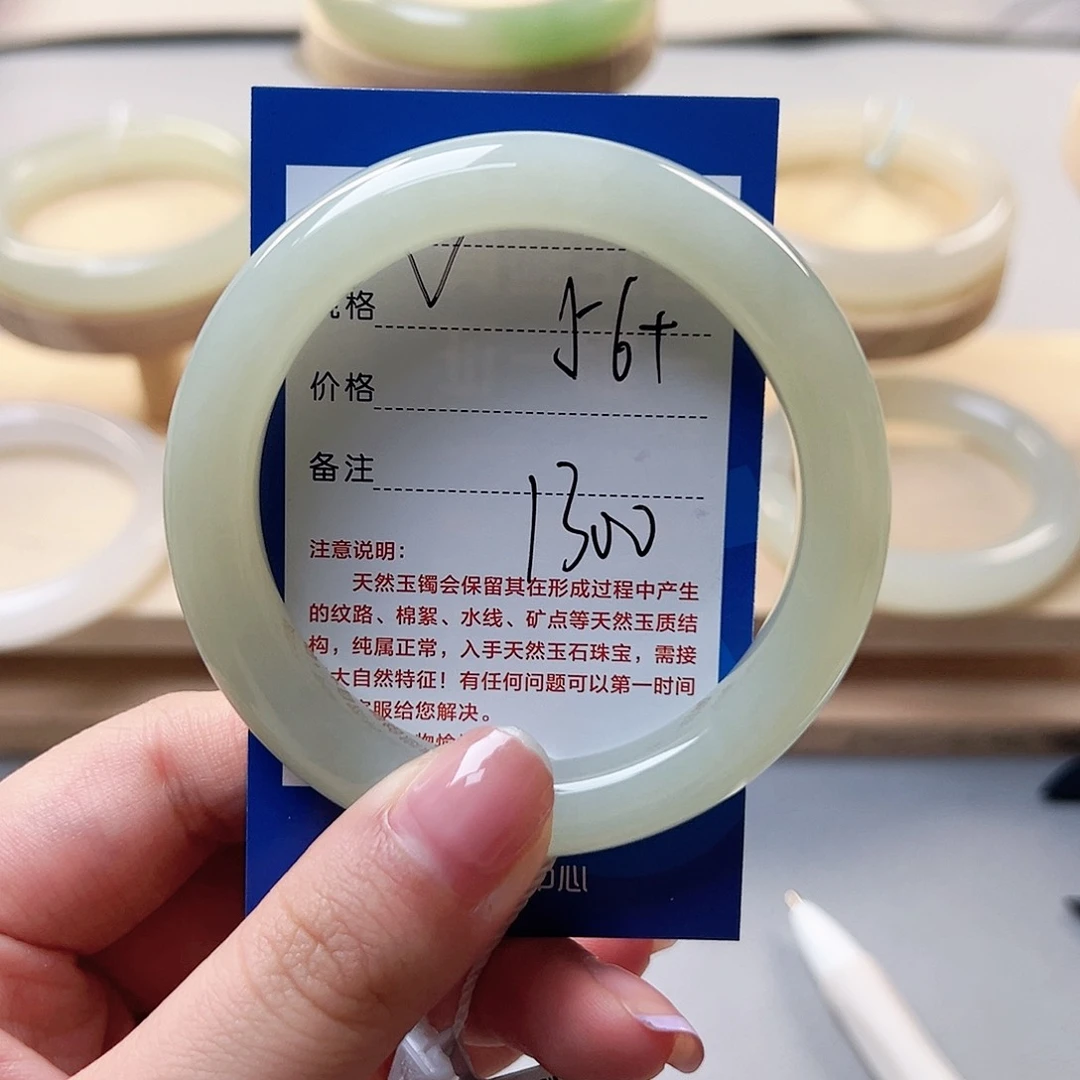 V
格
56+
价格
备注
1300
注意说明：
天然玉镯会保留其在形成过程中产生
的纹路、棉絮、水线、矿点等天然玉质结
构，纯属正常，入手天然玉石珠宝，需接
大自然特征！有任何问题可以第一时间
服给您解决。
心